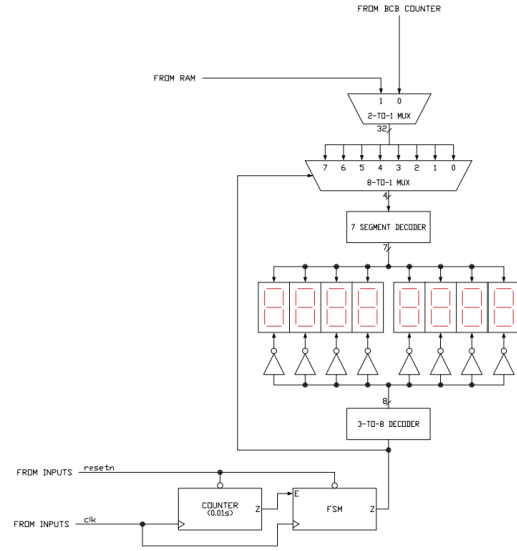 FROM BCB COUNTER
FROM RAM
1 0
2-TO-1 MUX
32
7 6 5 4 3 2 1 0
8-TO-1 MUX
4
7 SEGMENT DECODER
7
8
3-TO-8 DECODER
FROM INPUTS resetn
COUNTER
(0.01s)
Z
E
FSM
Z
FROM INPUTS clk